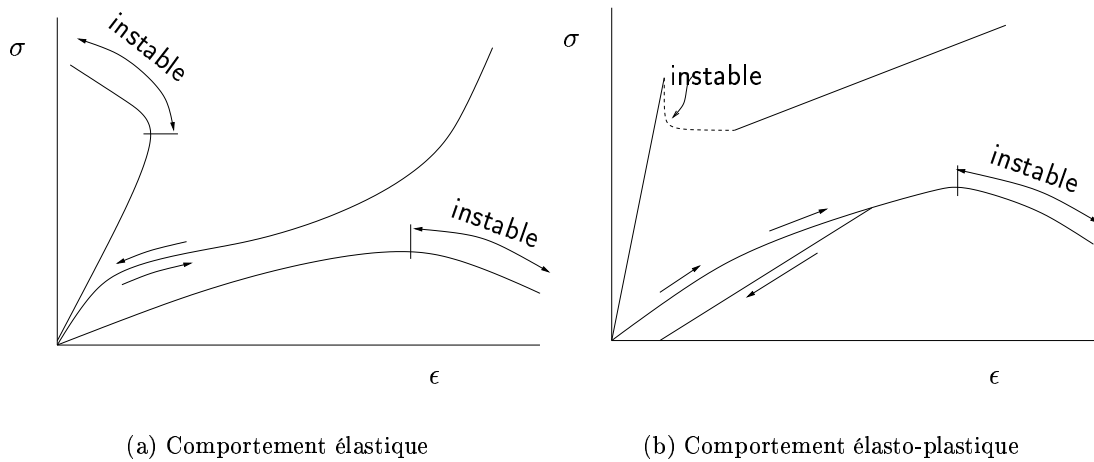 σ
instable
instable
ϵ
(a) Comportement élastique
σ
instable
instable
ϵ
(b) Comportement élasto-plastique